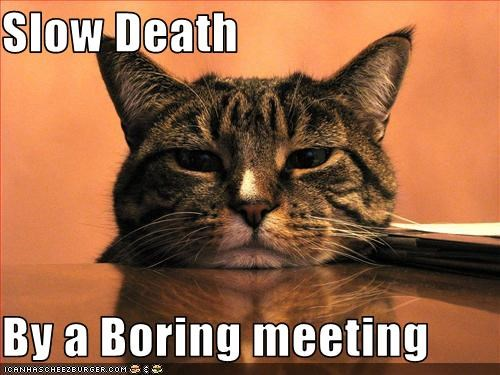 Slow Death
By a Boring meeting
ICANHASCHEEZBURGER.COM